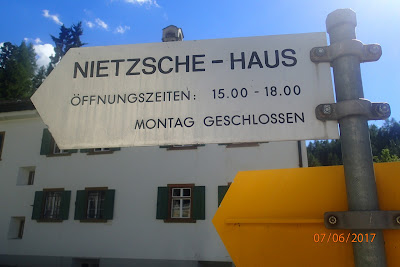 NIETZSCHE-HAUS
ÖFFNUNGSZEITEN: 15.00 - 18.00
MONTAG GESCHLOSSEN
07/06/2017